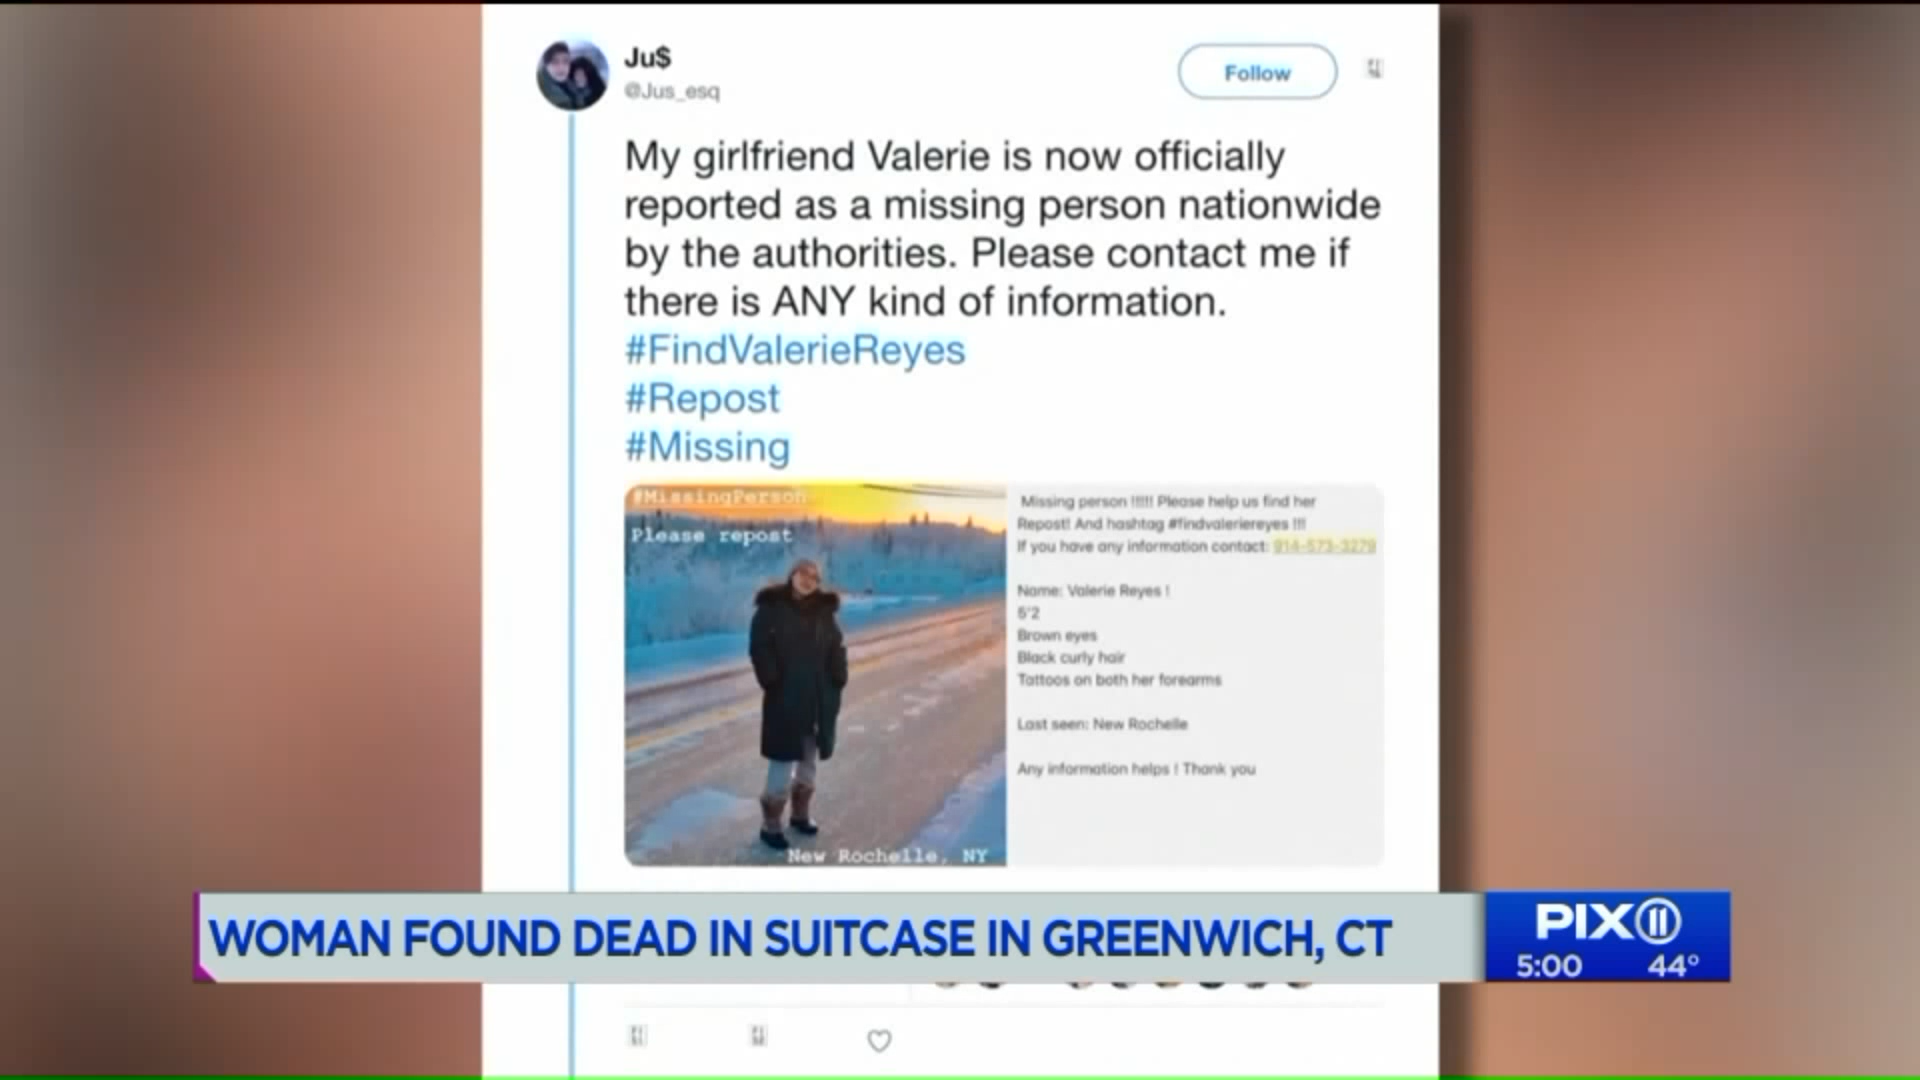 Ju$
@Jus_esq
Follow
My girlfriend Valerie is now officially
reported as a missing person nationwide
by the authorities. Please contact me if
there is ANY kind of information.
#FindValerieReyes
#Repost
#Missing
#MissingPerson
Please repost
New Rochelle, NY
Missing person !!!!! Please help us find her
Repost! And hashtag #findvaleriereyes !!!
If you have any information contact: 914-573-3279
Name: Valerie Reyes !
5'2
Brown eyes
Black curly hair
Tattoos on both her forearms
Last seen: New Rochelle
Any information helps ! Thank you
WOMAN FOUND DEAD IN SUITCASE IN GREENWICH, CT
PIX11
5:00 44°